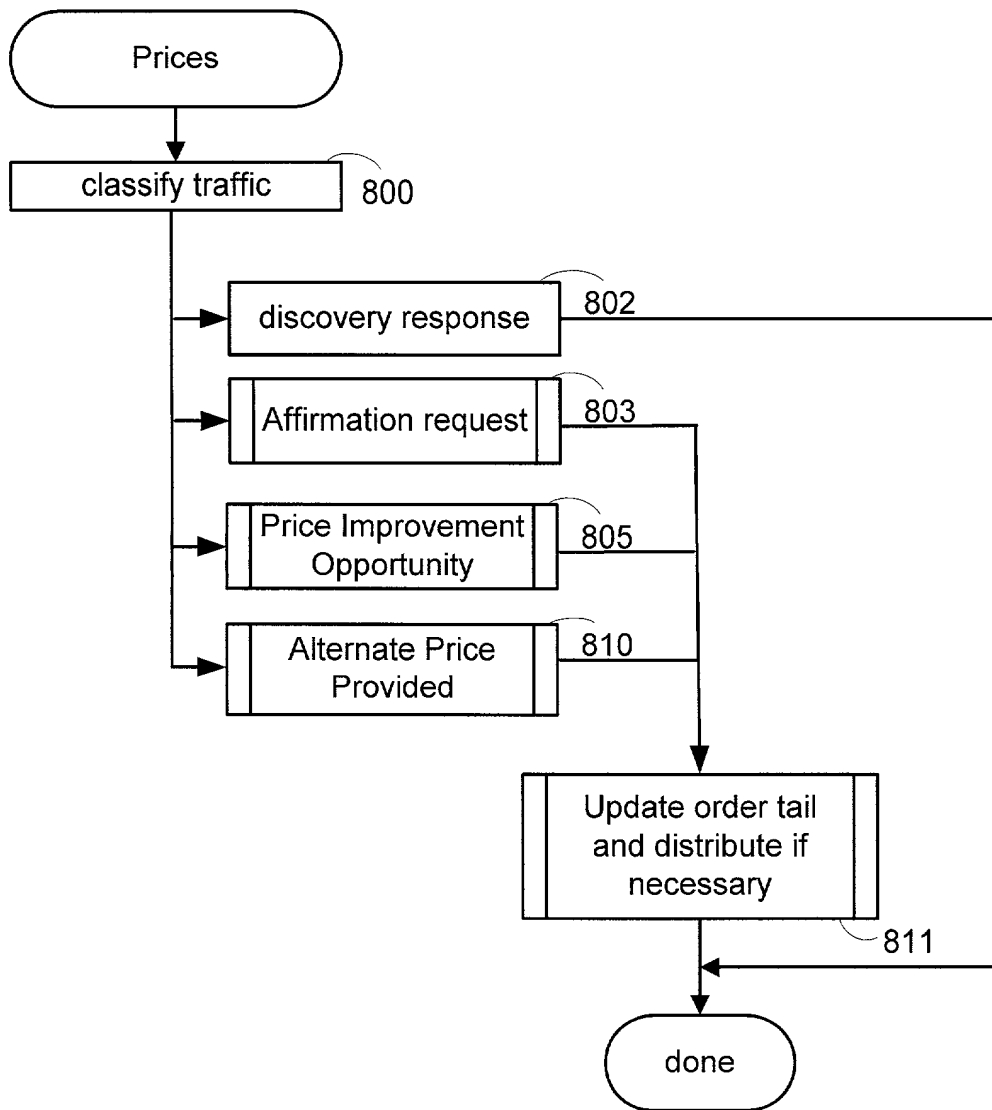 Prices
classify traffic
800
discovery response
802
Affirmation request
803
Price Improvement
Opportunity
805
Alternate Price
Provided
810
Update order tail
and distribute if
necessary
811
done